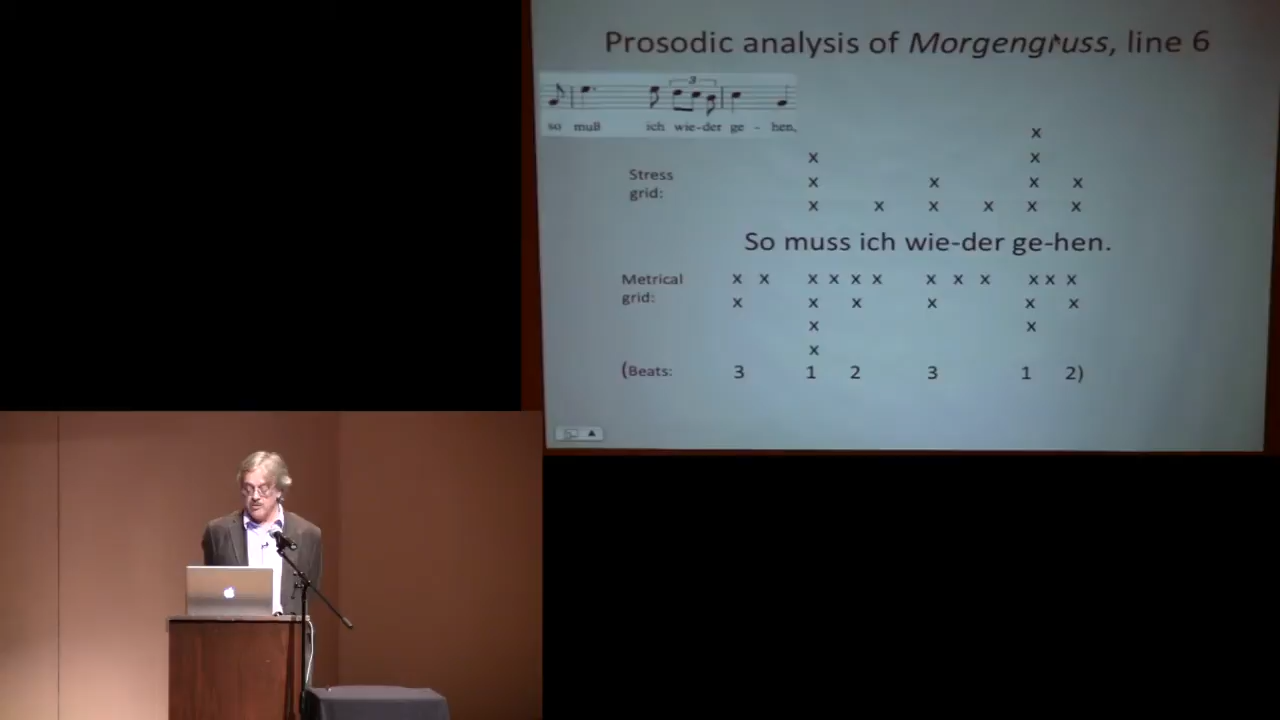 Prosodic analysis of Morgengruss, line 6
3
so muß ich wie-der ge - hen,
x
x x
Stress grid:
x x x x
x x x x x x
So muss ich wie-der ge-hen.
Metrical grid:
x x x x x x x x x x x x
x x x x x x
x x
x
(Beats: 3 1 2 3 1 2)